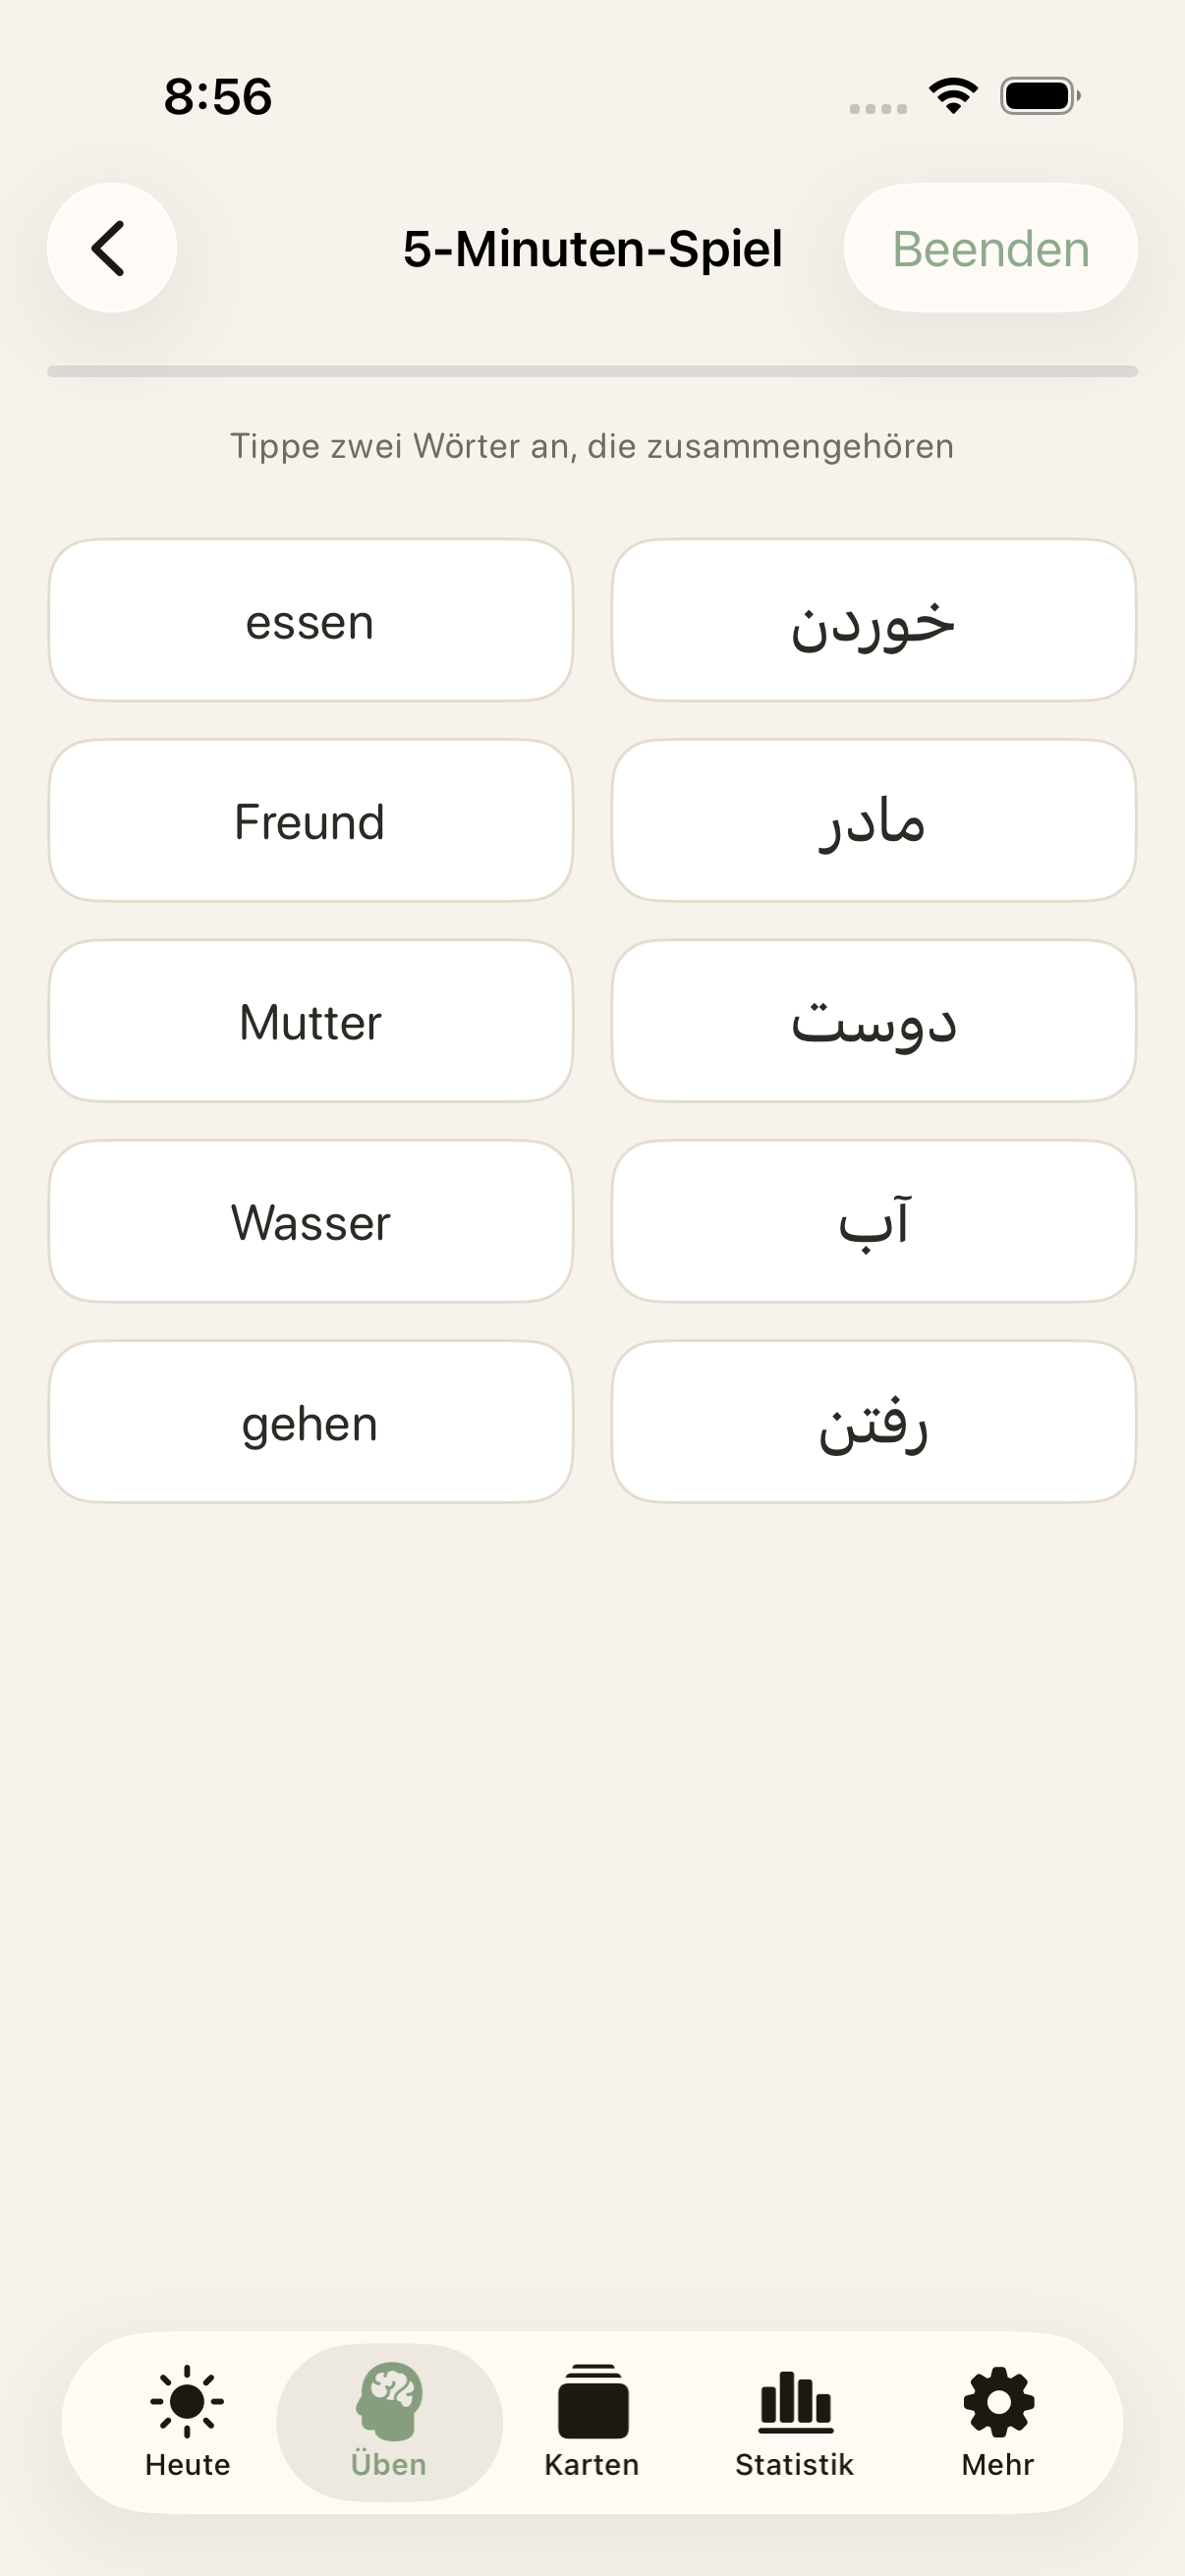 8:56
5-Minuten-Spiel
Beenden
Tippe zwei Wörter an, die zusammengehören
essen
خوردن
Freund
مادر
Mutter
دوست
Wasser
آب
gehen
رفتن
Heute
Üben
Karten
Statistik
Mehr